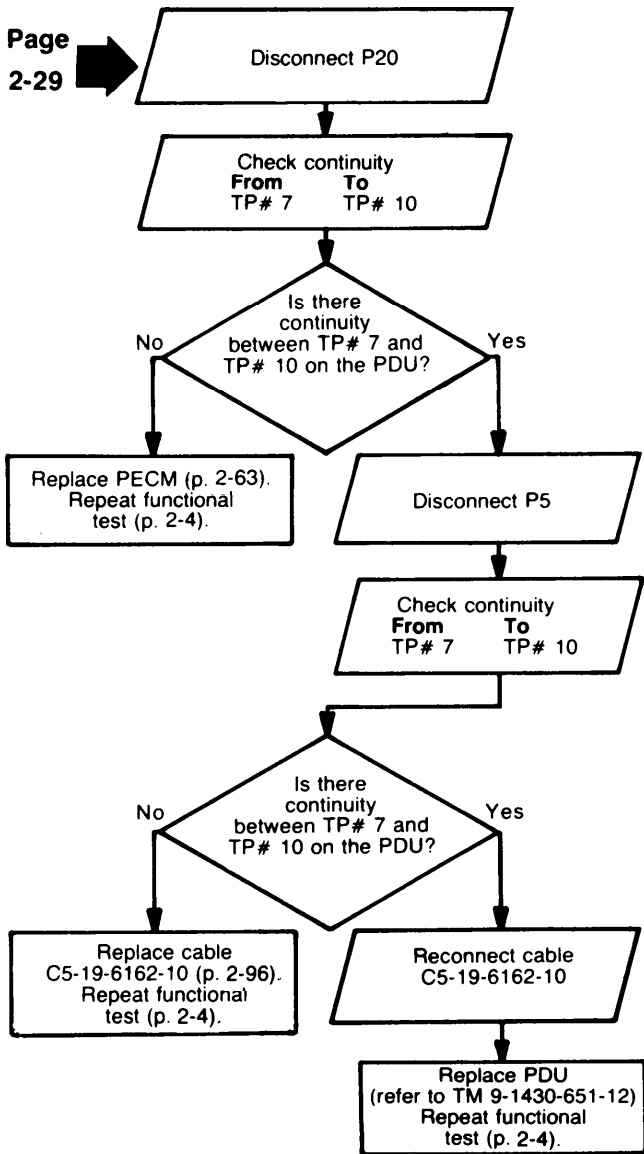 Page
2-29
Disconnect P20
Check continuity
From To
TP# 7 TP# 10
Is there
continuity
between TP# 7 and
TP# 10 on the PDU?
No
Yes
Replace PECM (p. 2-63).
Repeat functional
test (p. 2-4).
Disconnect P5
Check continuity
From To
TP# 7 TP# 10
Is there
continuity
between TP# 7 and
TP# 10 on the PDU?
No
Yes
Replace cable
C5-19-6162-10 (p. 2-96).
Repeat functional
test (p. 2-4).
Reconnect cable
C5-19-6162-10
Replace PDU
(refer to TM 9-1430-651-12)
Repeat functional
test (p. 2-4).